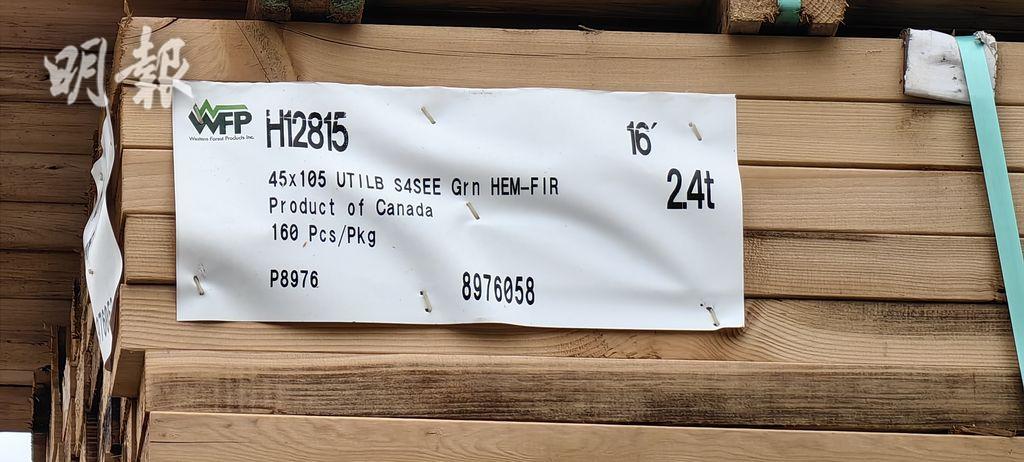 明報
WFP
Western Forest Products Inc.
H12815
16'
2.4t
45x105 UTILB S4SEE Grn HEM-FIR
Product of Canada
160 Pcs/Pkg
P8976
8976058